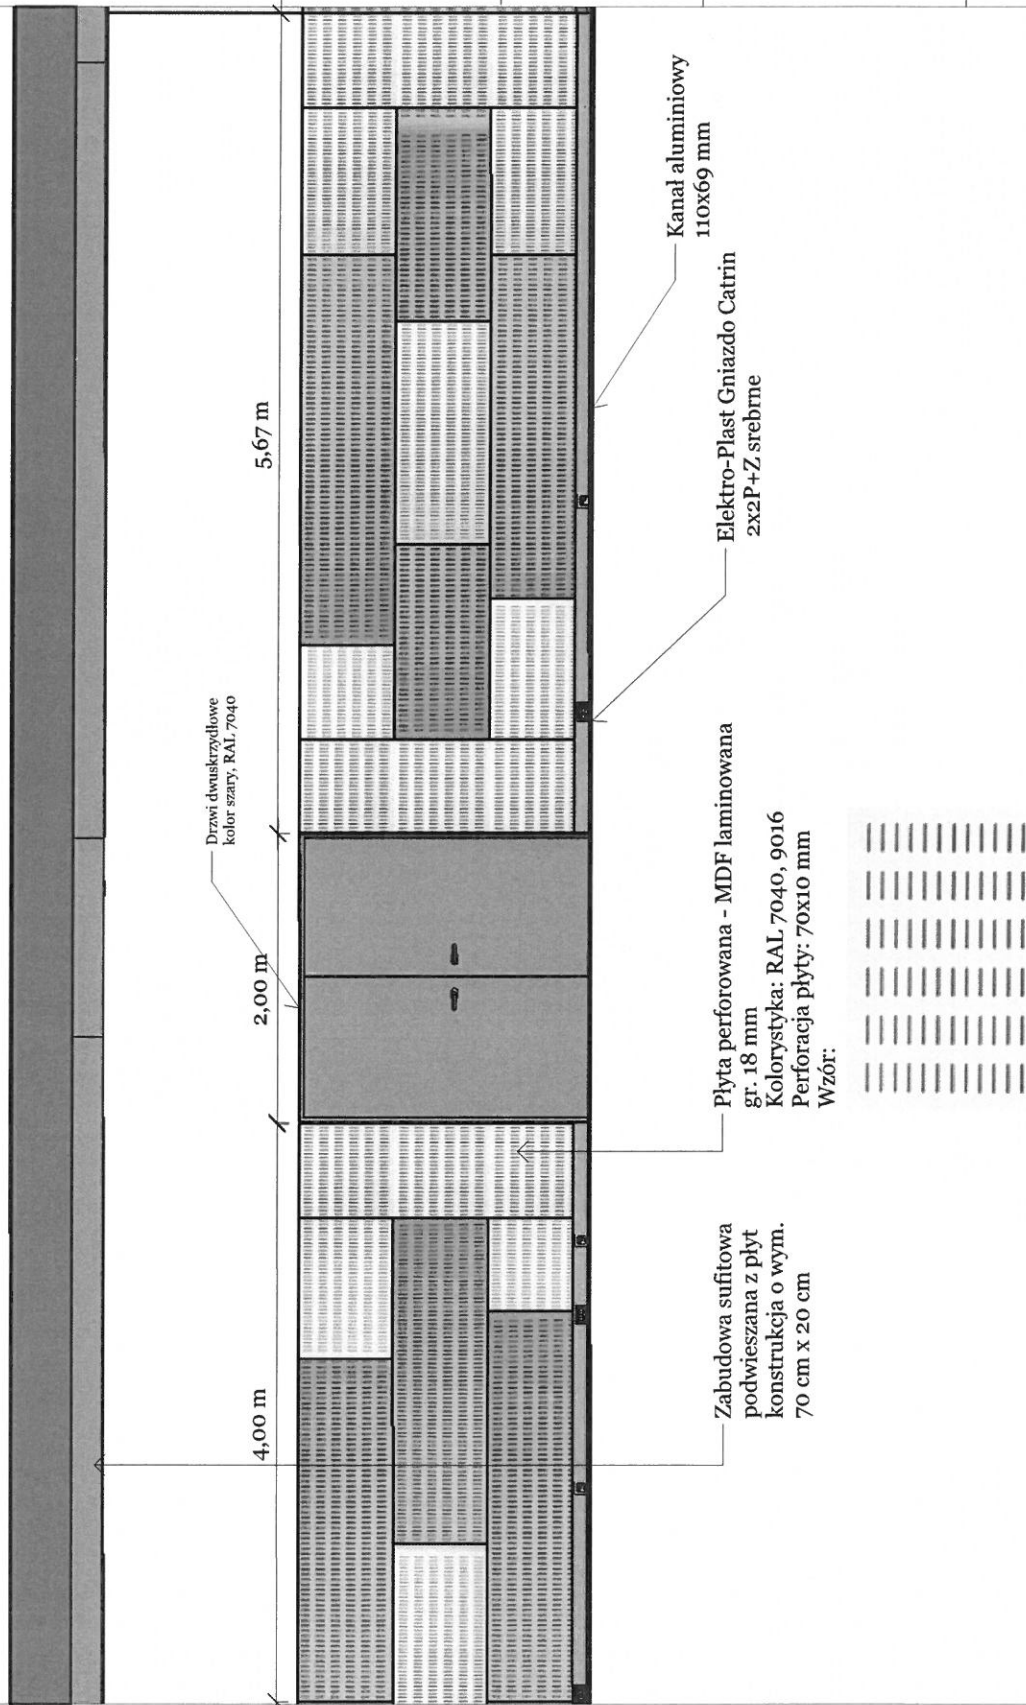 4,00 m
2,00 m
5,67 m
Drzwi dwuskrzydłowe
kolor szary, RAL 7040
Zabudowa sufitowa
podwieszana z płyt
konstrukcja o wym.
70 cm x 20 cm
Płyta perforowana - MDF laminowana
gr. 18 mm
Kolorystyka: RAL 7040, 9016
Perforacja płyty: 70x10 mm
Wzór:
Elektro-Plast Gniazdo Catrin
2x2P+Z srebrne
Kanał aluminiowy
110x69 mm